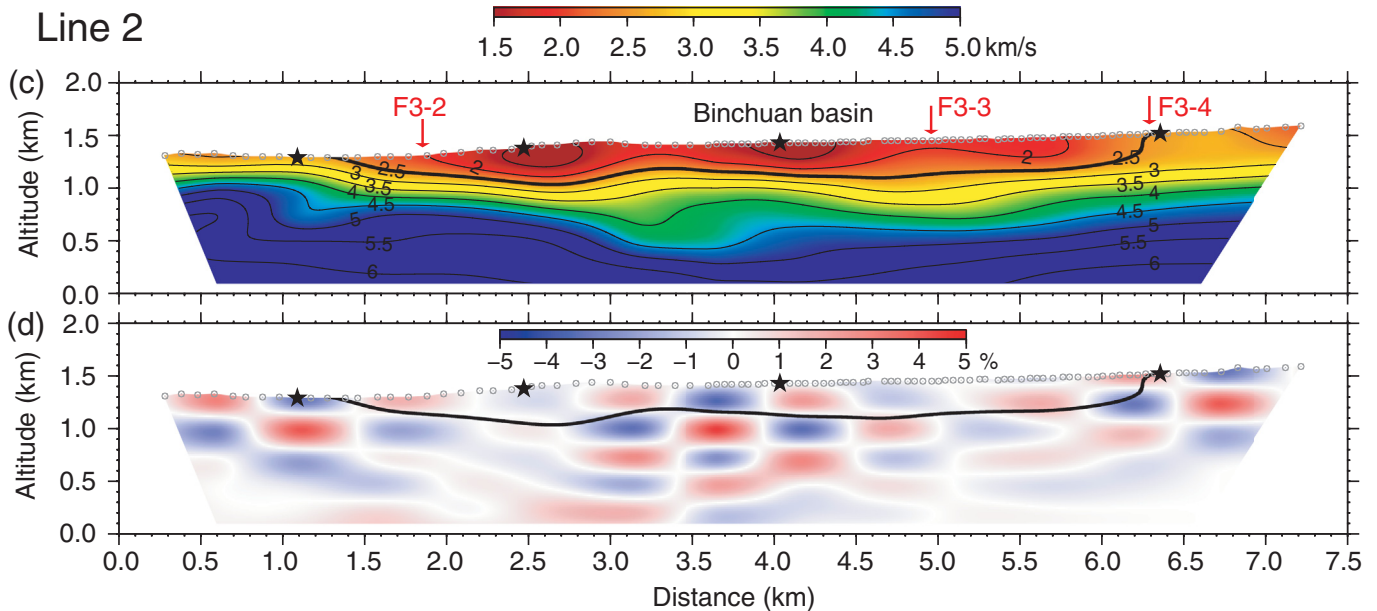 Line 2
1.5 2.0 2.5 3.0 3.5 4.0 4.5 5.0 km/s
(c)
2.0
1.5
1.0
0.5
0.0
Altitude (km)
F3-2 Binchuan basin F3-3 F3-4
2 2 2.5
3 2.5 3
4 3.5 3.5
4.5 4
5 4.5
5.5 5
6 5.5
6
(d)
2.0
1.5
1.0
0.5
0.0
Altitude (km)
−5 −4 −3 −2 −1 0 1 2 3 4 5 %
0.0 0.5 1.0 1.5 2.0 2.5 3.0 3.5 4.0 4.5 5.0 5.5 6.0 6.5 7.0 7.5
Distance (km)